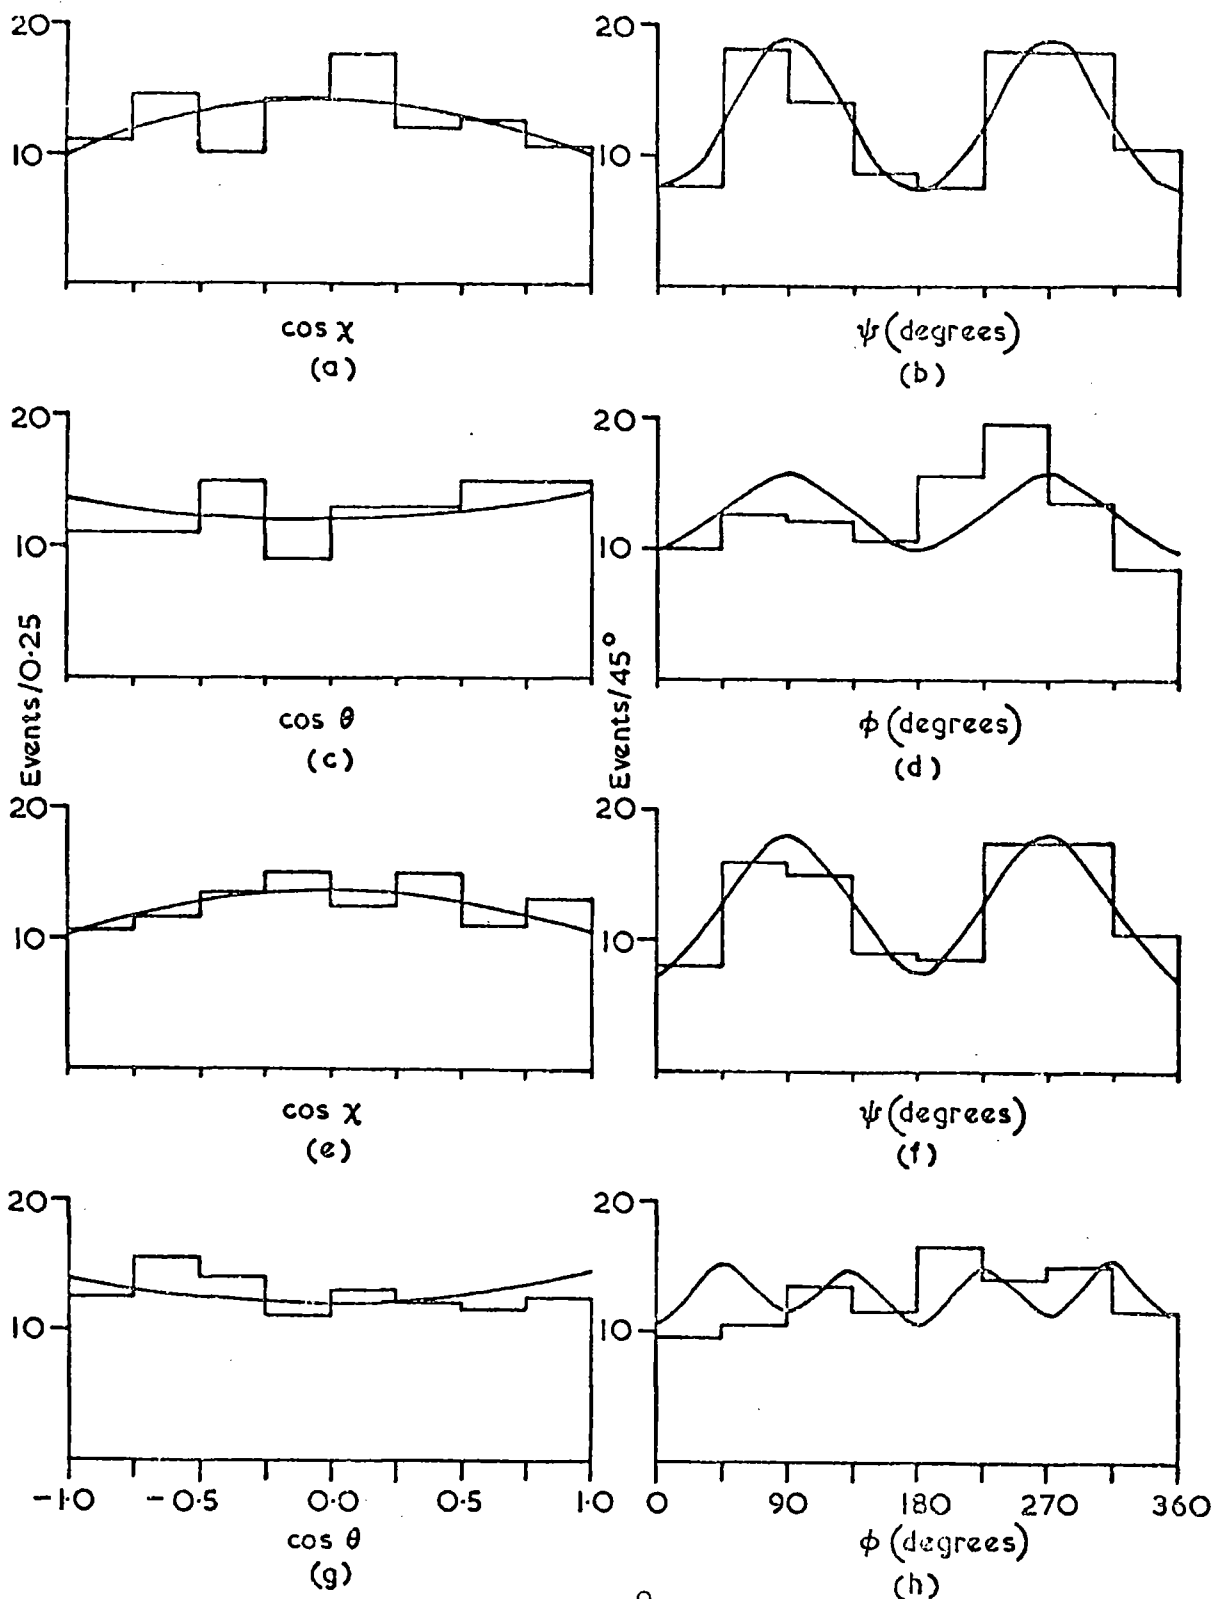 20
10
cos χ
(a)
20
10
ψ (degrees)
(b)
20
10
cos θ
(c)
20
10
φ (degrees)
(d)
Events/0·25
Events/45°
20
10
cos χ
(e)
20
10
ψ (degrees)
(f)
20
10
-1·0 -0·5 0·0 0·5 1·0
cos θ
(g)
20
10
0 90 180 270 360
φ (degrees)
(h)